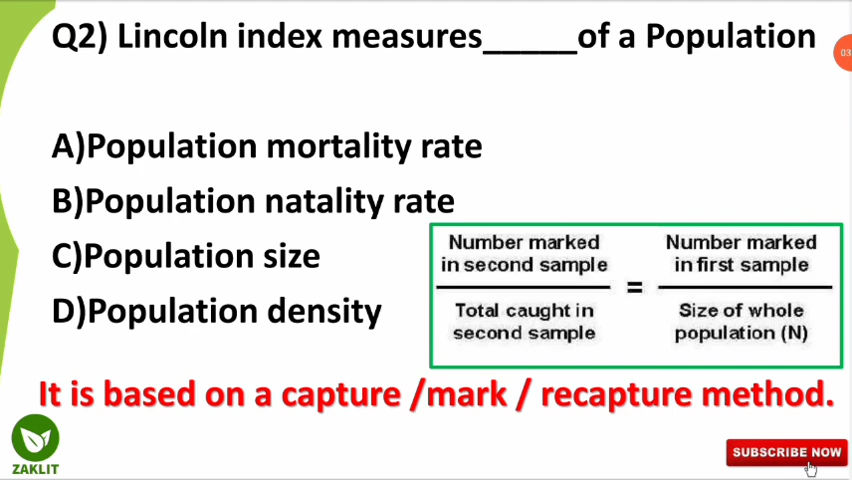 Q2) Lincoln index measures_____of a Population
A)Population mortality rate
B)Population natality rate
C)Population size
D)Population density
Number marked
in second sample
Total caught in
second sample
=
Number marked
in first sample
Size of whole
population (N)
It is based on a capture /mark / recapture method.
ZAKLIT
SUBSCRIBE NOW